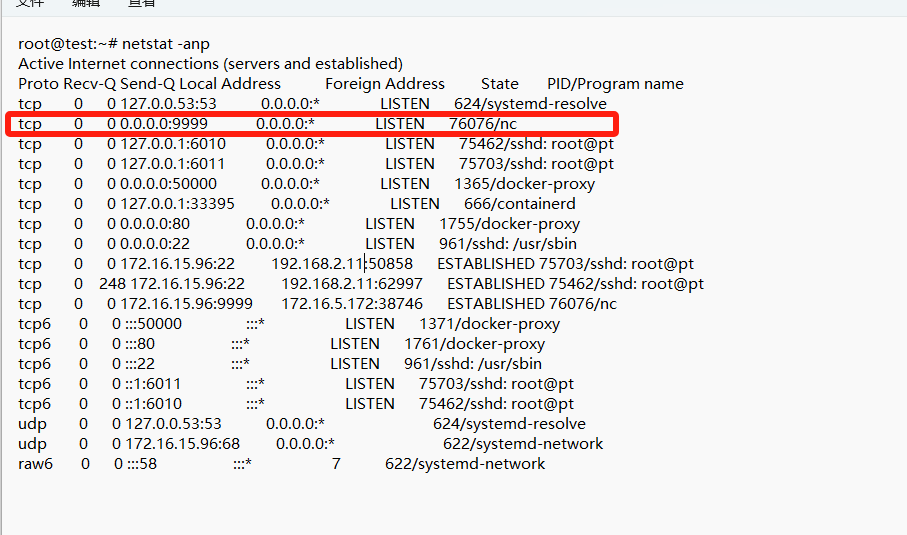 文件 编辑 查看
root@test:~# netstat -anp
Active Internet connections (servers and established)
Proto Recv-Q Send-Q Local Address Foreign Address State PID/Program name
tcp 0 0 127.0.0.53:53 0.0.0.0:* LISTEN 624/systemd-resolve
tcp 0 0 0.0.0.0:9999 0.0.0.0:* LISTEN 76076/nc
tcp 0 0 127.0.0.1:6010 0.0.0.0:* LISTEN 75462/sshd: root@pt
tcp 0 0 127.0.0.1:6011 0.0.0.0:* LISTEN 75703/sshd: root@pt
tcp 0 0 0.0.0.0:50000 0.0.0.0:* LISTEN 1365/docker-proxy
tcp 0 0 127.0.0.1:33395 0.0.0.0:* LISTEN 666/containerd
tcp 0 0 0.0.0.0:80 0.0.0.0:* LISTEN 1755/docker-proxy
tcp 0 0 0.0.0.0:22 0.0.0.0:* LISTEN 961/sshd: /usr/sbin
tcp 0 0 172.16.15.96:22 192.168.2.11:50858 ESTABLISHED 75703/sshd: root@pt
tcp 0 248 172.16.15.96:22 192.168.2.11:62997 ESTABLISHED 75462/sshd: root@pt
tcp 0 0 172.16.15.96:9999 172.16.5.172:38746 ESTABLISHED 76076/nc
tcp6 0 0 :::50000 :::* LISTEN 1371/docker-proxy
tcp6 0 0 :::80 :::* LISTEN 1761/docker-proxy
tcp6 0 0 :::22 :::* LISTEN 961/sshd: /usr/sbin
tcp6 0 0 ::1:6011 :::* LISTEN 75703/sshd: root@pt
tcp6 0 0 ::1:6010 :::* LISTEN 75462/sshd: root@pt
udp 0 0 127.0.0.53:53 0.0.0.0:* 624/systemd-resolve
udp 0 0 172.16.15.96:68 0.0.0.0:* 622/systemd-network
raw6 0 0 :::58 :::* 7 622/systemd-network